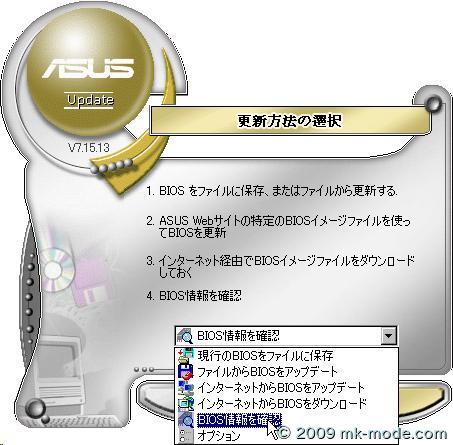 ASUS
Update
V7.15.13
更新方法の選択
1. BIOS をファイルに保存、またはファイルから更新する.
2. ASUS Webサイトの特定のBIOSイメージファイルを使っ
てBIOSを更新
3. インターネット経由でBIOSイメージファイルをダウンロード
しておく
4. BIOS情報を確認
BIOS情報を確認
現行のBIOSをファイルに保存
ファイルからBIOSをアップデート
インターネットからBIOSをアップデート
インターネットからBIOSをダウンロード
BIOS情報を確認
オプション
© 2009 mk-mode.com